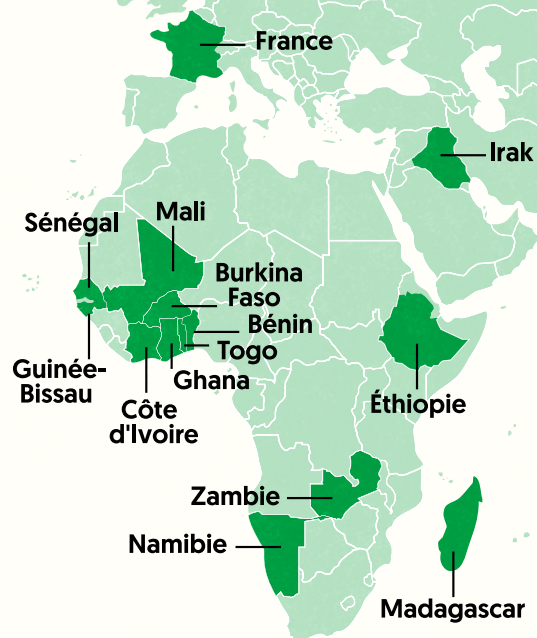 France
Irak
Mali
Sénégal
Burkina
Faso
Bénin
Togo
Ghana
Guinée-
Bissau
Côte
d'Ivoire
Éthiopie
Zambie
Namibie
Madagascar